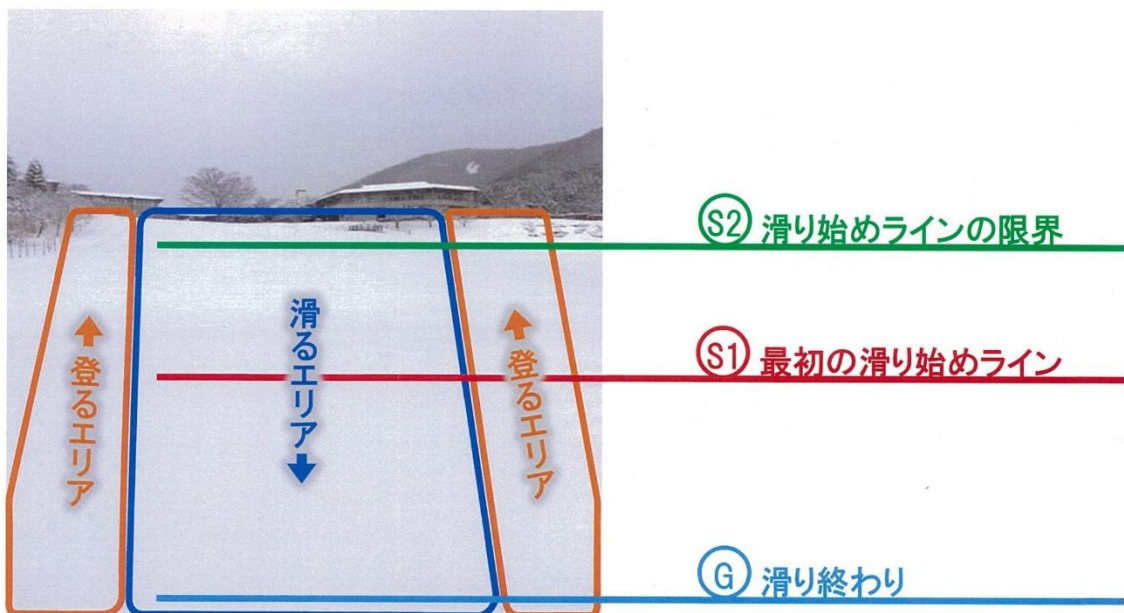 S2 滑り始めラインの限界
S1 最初の滑り始めライン
G 滑り終わり
↑登るエリア
滑るエリア↓
↑登るエリア